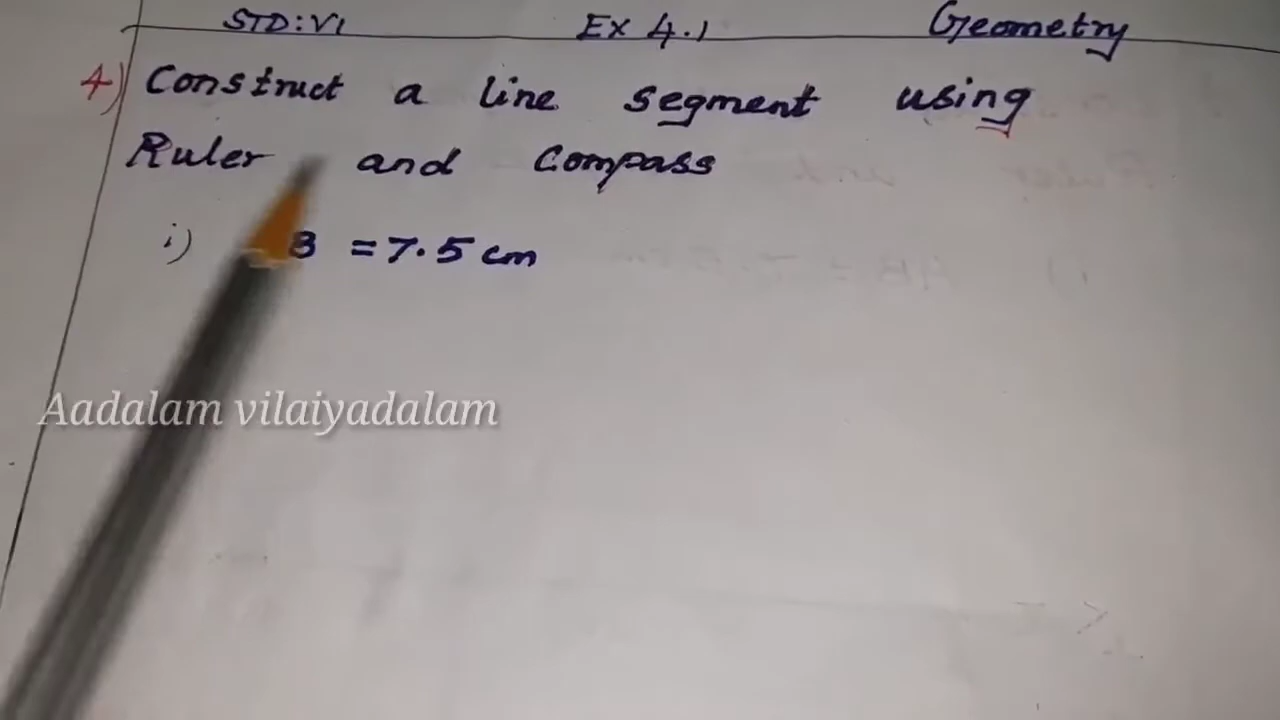 STD: VI Ex 4.1 Geometry
4) Construct a line segment using
Ruler and Compass
i) B = 7.5 cm
Aadalam vilaiyadalam